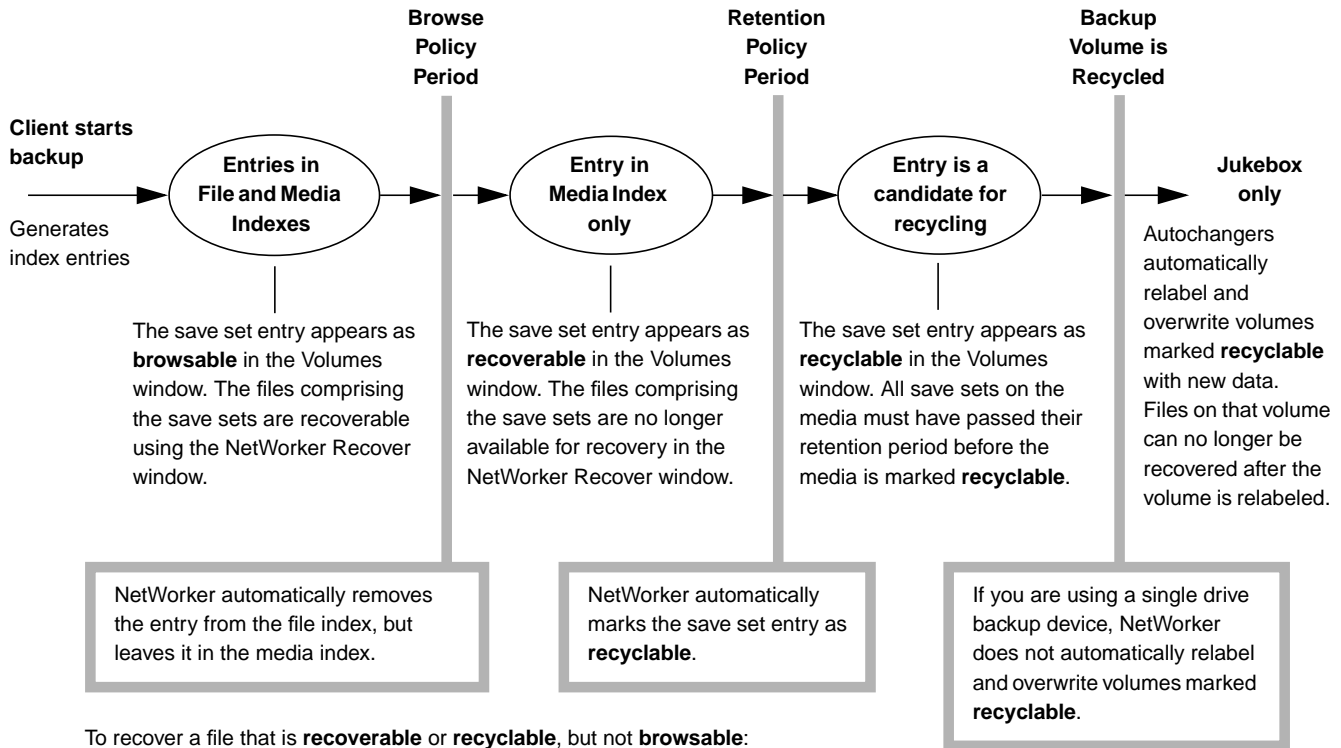 Browse
Policy
Period
Retention
Policy
Period
Backup
Volume is
Recycled
Client starts
backup
Generates
index entries
Entries in
File and Media
Indexes
Entry in
Media Index
only
Entry is a
candidate for
recycling
Jukebox
only
Autochangers
automatically
relabel and
overwrite volumes
marked recyclable
with new data.
Files on that volume
can no longer be
recovered after the
volume is relabeled.
The save set entry appears as
browsable in the Volumes
window. The files comprising
the save sets are recoverable
using the NetWorker Recover
window.
The save set entry appears as
recoverable in the Volumes
window. The files comprising
the save sets are no longer
available for recovery in the
NetWorker Recover window.
The save set entry appears as
recyclable in the Volumes
window. All save sets on the
media must have passed their
retention period before the
media is marked recyclable.
NetWorker automatically removes
the entry from the file index, but
leaves it in the media index.
NetWorker automatically
marks the save set entry as
recyclable.
If you are using a single drive
backup device, NetWorker
does not automatically relabel
and overwrite volumes marked
recyclable.
To recover a file that is recoverable or recyclable, but not browsable: